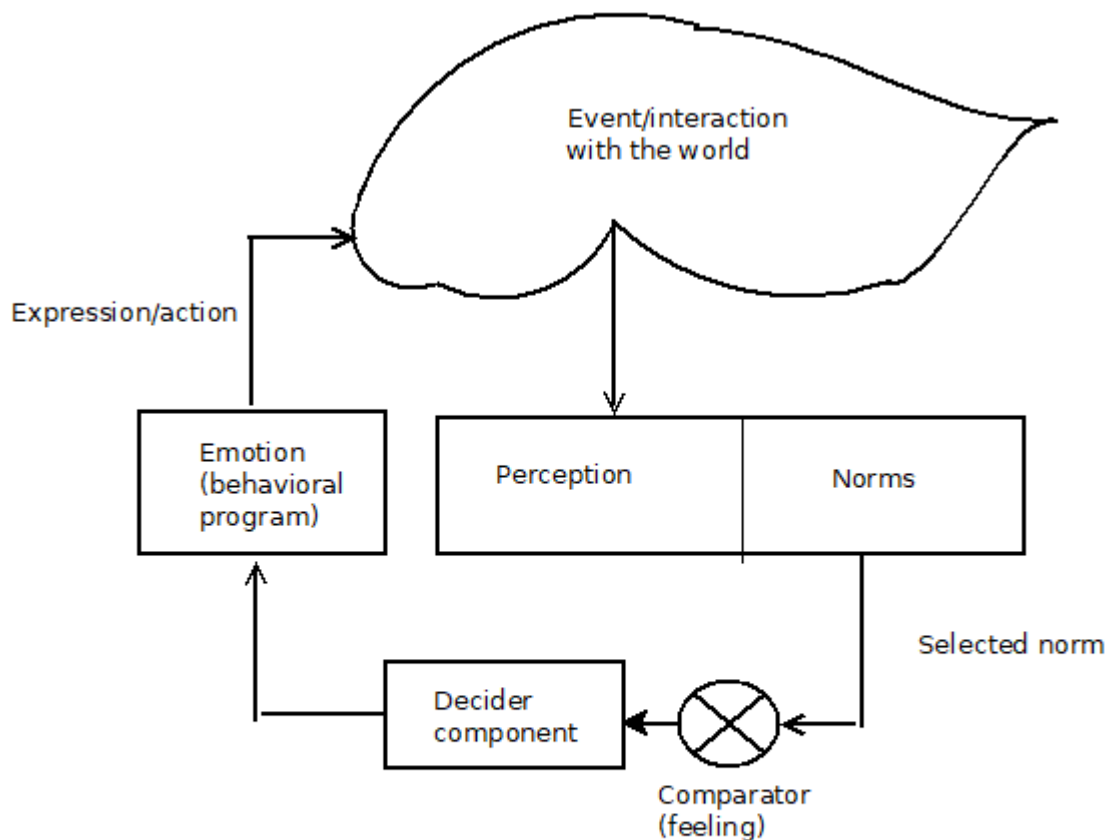 Event/interaction
with the world
Expression/action
Emotion
(behavioral
program)
Perception
Norms
Selected norm
Decider
component
Comparator
(feeling)